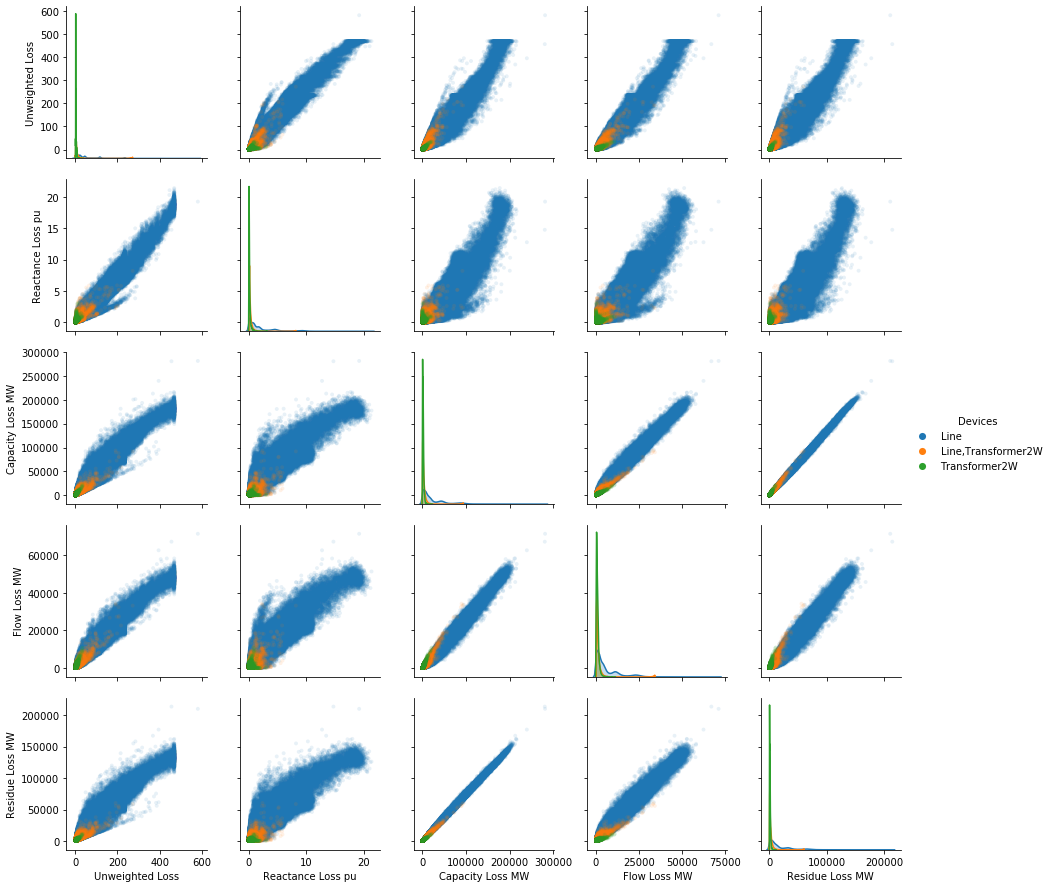 600
500
400
300
200
100
0
Unweighted Loss
20
15
10
5
0
Reactance Loss pu
300000
250000
200000
150000
100000
50000
0
Capacity Loss MW
Devices
Line
Line,Transformer2W
Transformer2W
60000
40000
20000
0
Flow Loss MW
200000
150000
100000
50000
0
Residue Loss MW
0 200 400 600
0 10 20
0 100000 200000 300000
0 25000 50000 75000
0 100000 200000
Unweighted Loss
Reactance Loss pu
Capacity Loss MW
Flow Loss MW
Residue Loss MW